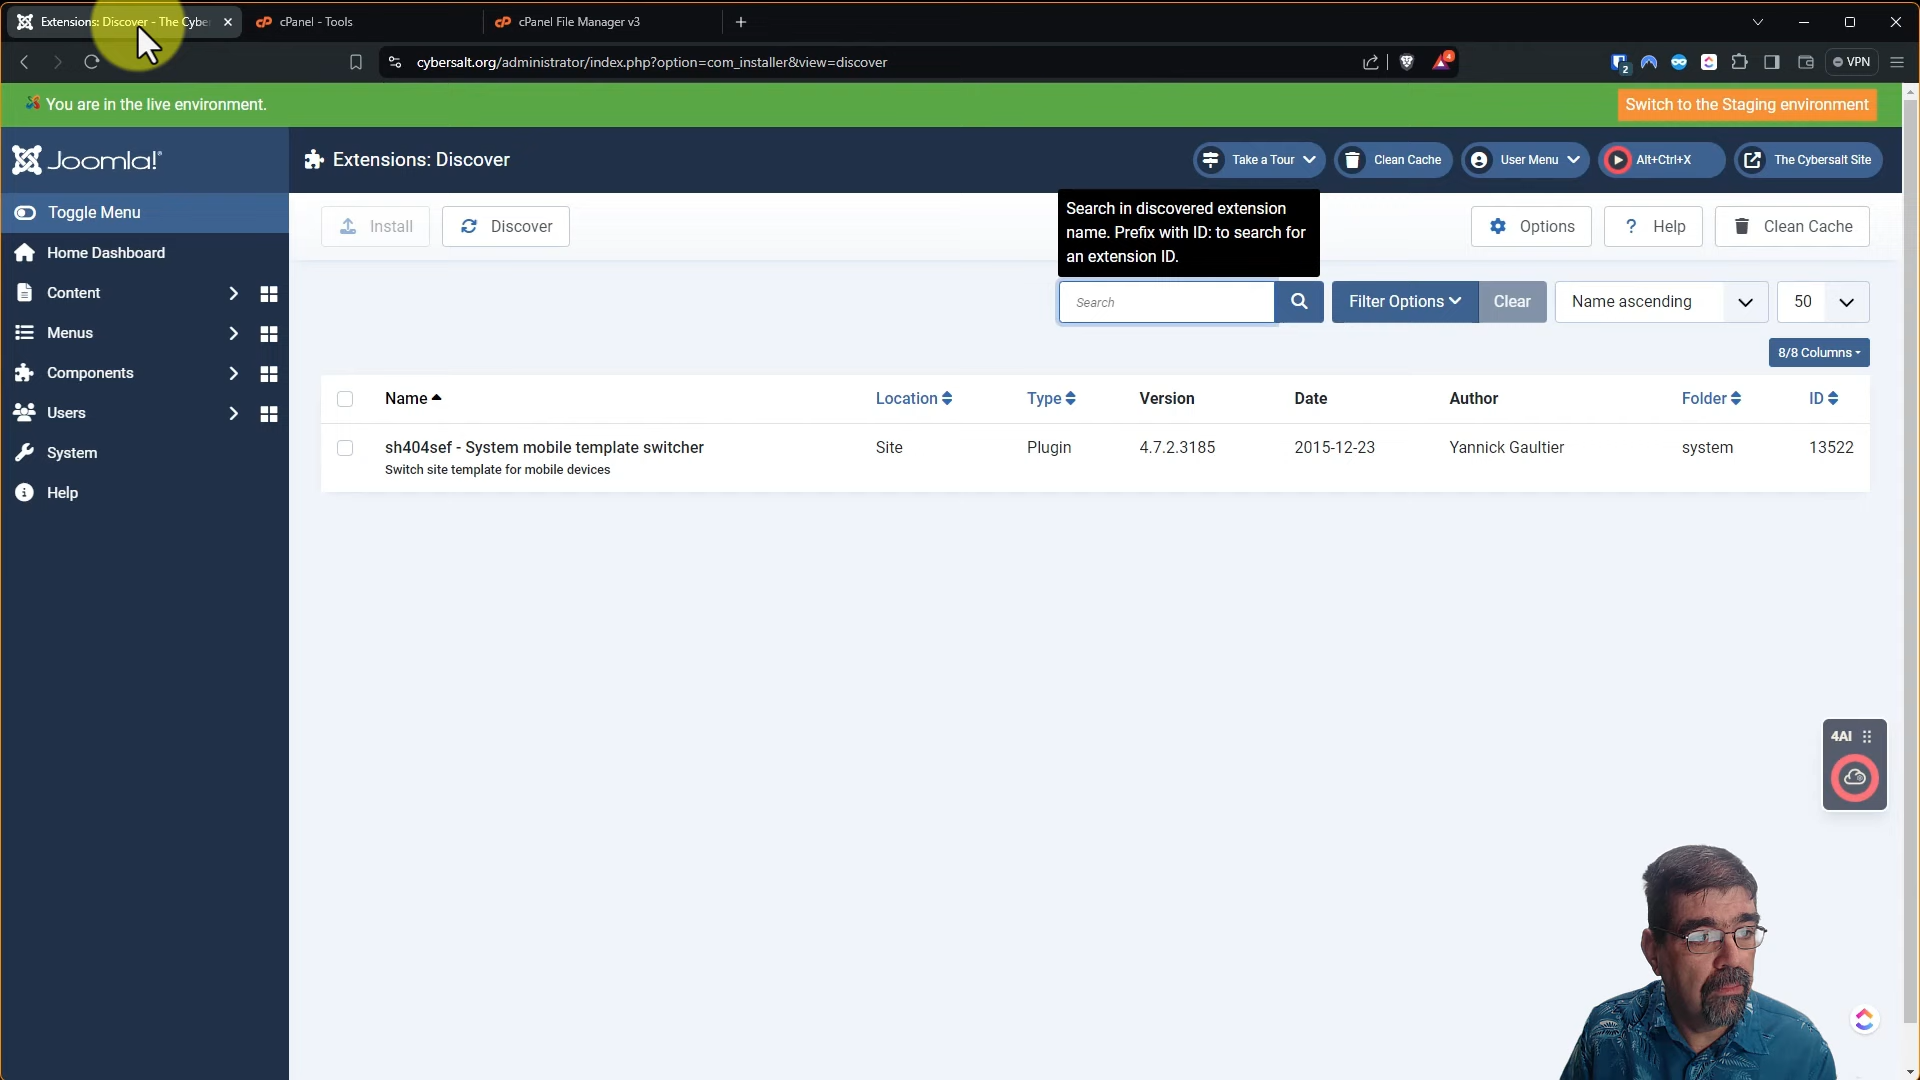 Extensions: Discover - The Cybe
cPanel - Tools
cPanel File Manager v3
cybersalt.org/administrator/index.php?option=com_installer&view=discover
4
2
VPN
You are in the live environment.
Switch to the Staging environment
Joomla!
Extensions: Discover
Take a Tour
Clean Cache
User Menu
Alt+Ctrl+X
The Cybersalt Site
Toggle Menu
Home Dashboard
Content
Menus
Components
Users
System
Help
Install
Discover
Search in discovered extension
name. Prefix with ID: to search for
an extension ID.
Options
? Help
Clean Cache
Search
Filter Options
Clear
Name ascending
50
8/8 Columns
Name
Location
Type
Version
Date
Author
Folder
ID
sh404sef - System mobile template switcher
Site
Plugin
4.7.2.3185
2015-12-23
Yannick Gaultier
system
13522
Switch site template for mobile devices
4AI